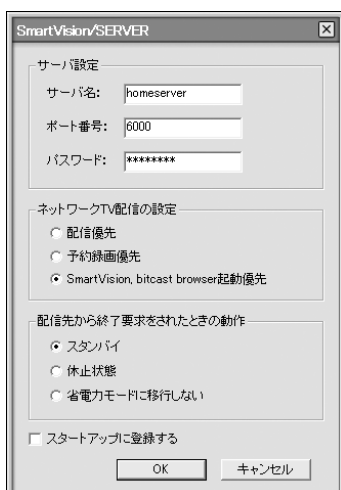 SmartVision/SERVER
サーバ設定
サーバ名: homeserver
ポート番号: 6000
パスワード: ********
ネットワークTV配信の設定
配信優先
予約録画優先
SmartVision, bitcast browser起動優先
配信先から終了要求をされたときの動作
スタンバイ
休止状態
省電力モードに移行しない
スタートアップに登録する
OK キャンセル